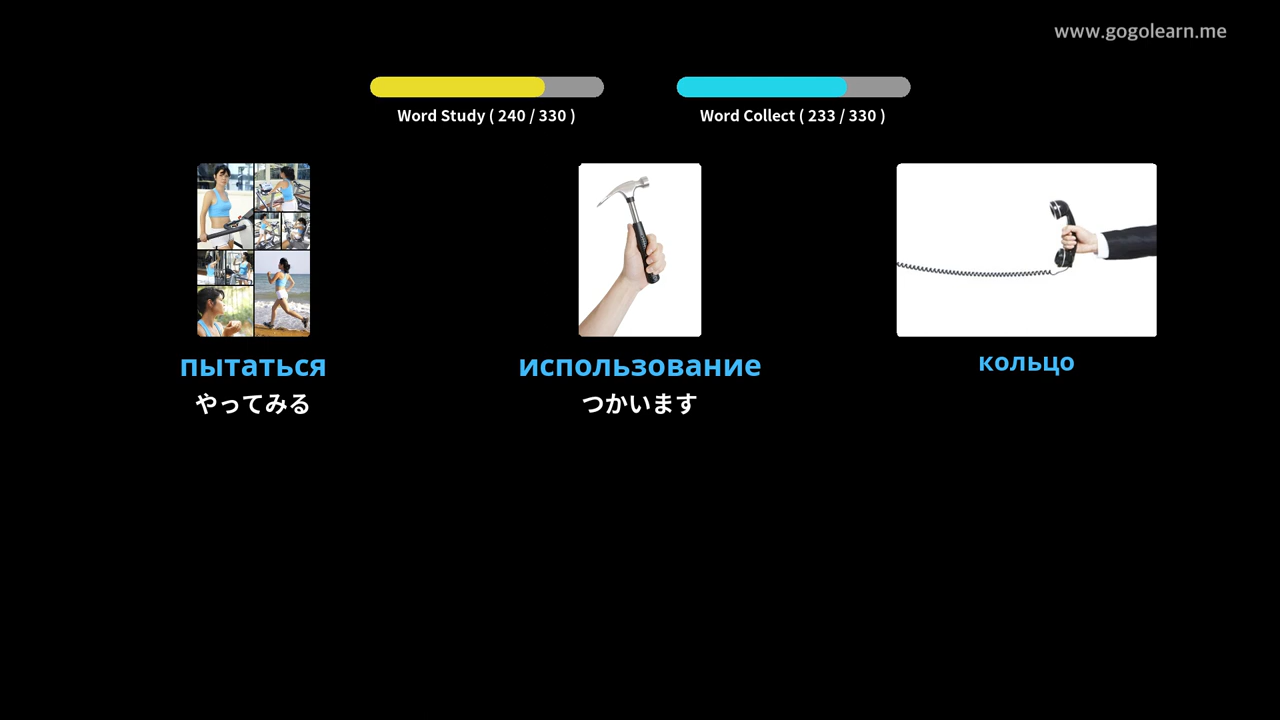 www.gogolearn.me
Word Study ( 240 / 330 )
Word Collect ( 233 / 330 )
пытаться
использование
кольцо
やってみる
つかいます